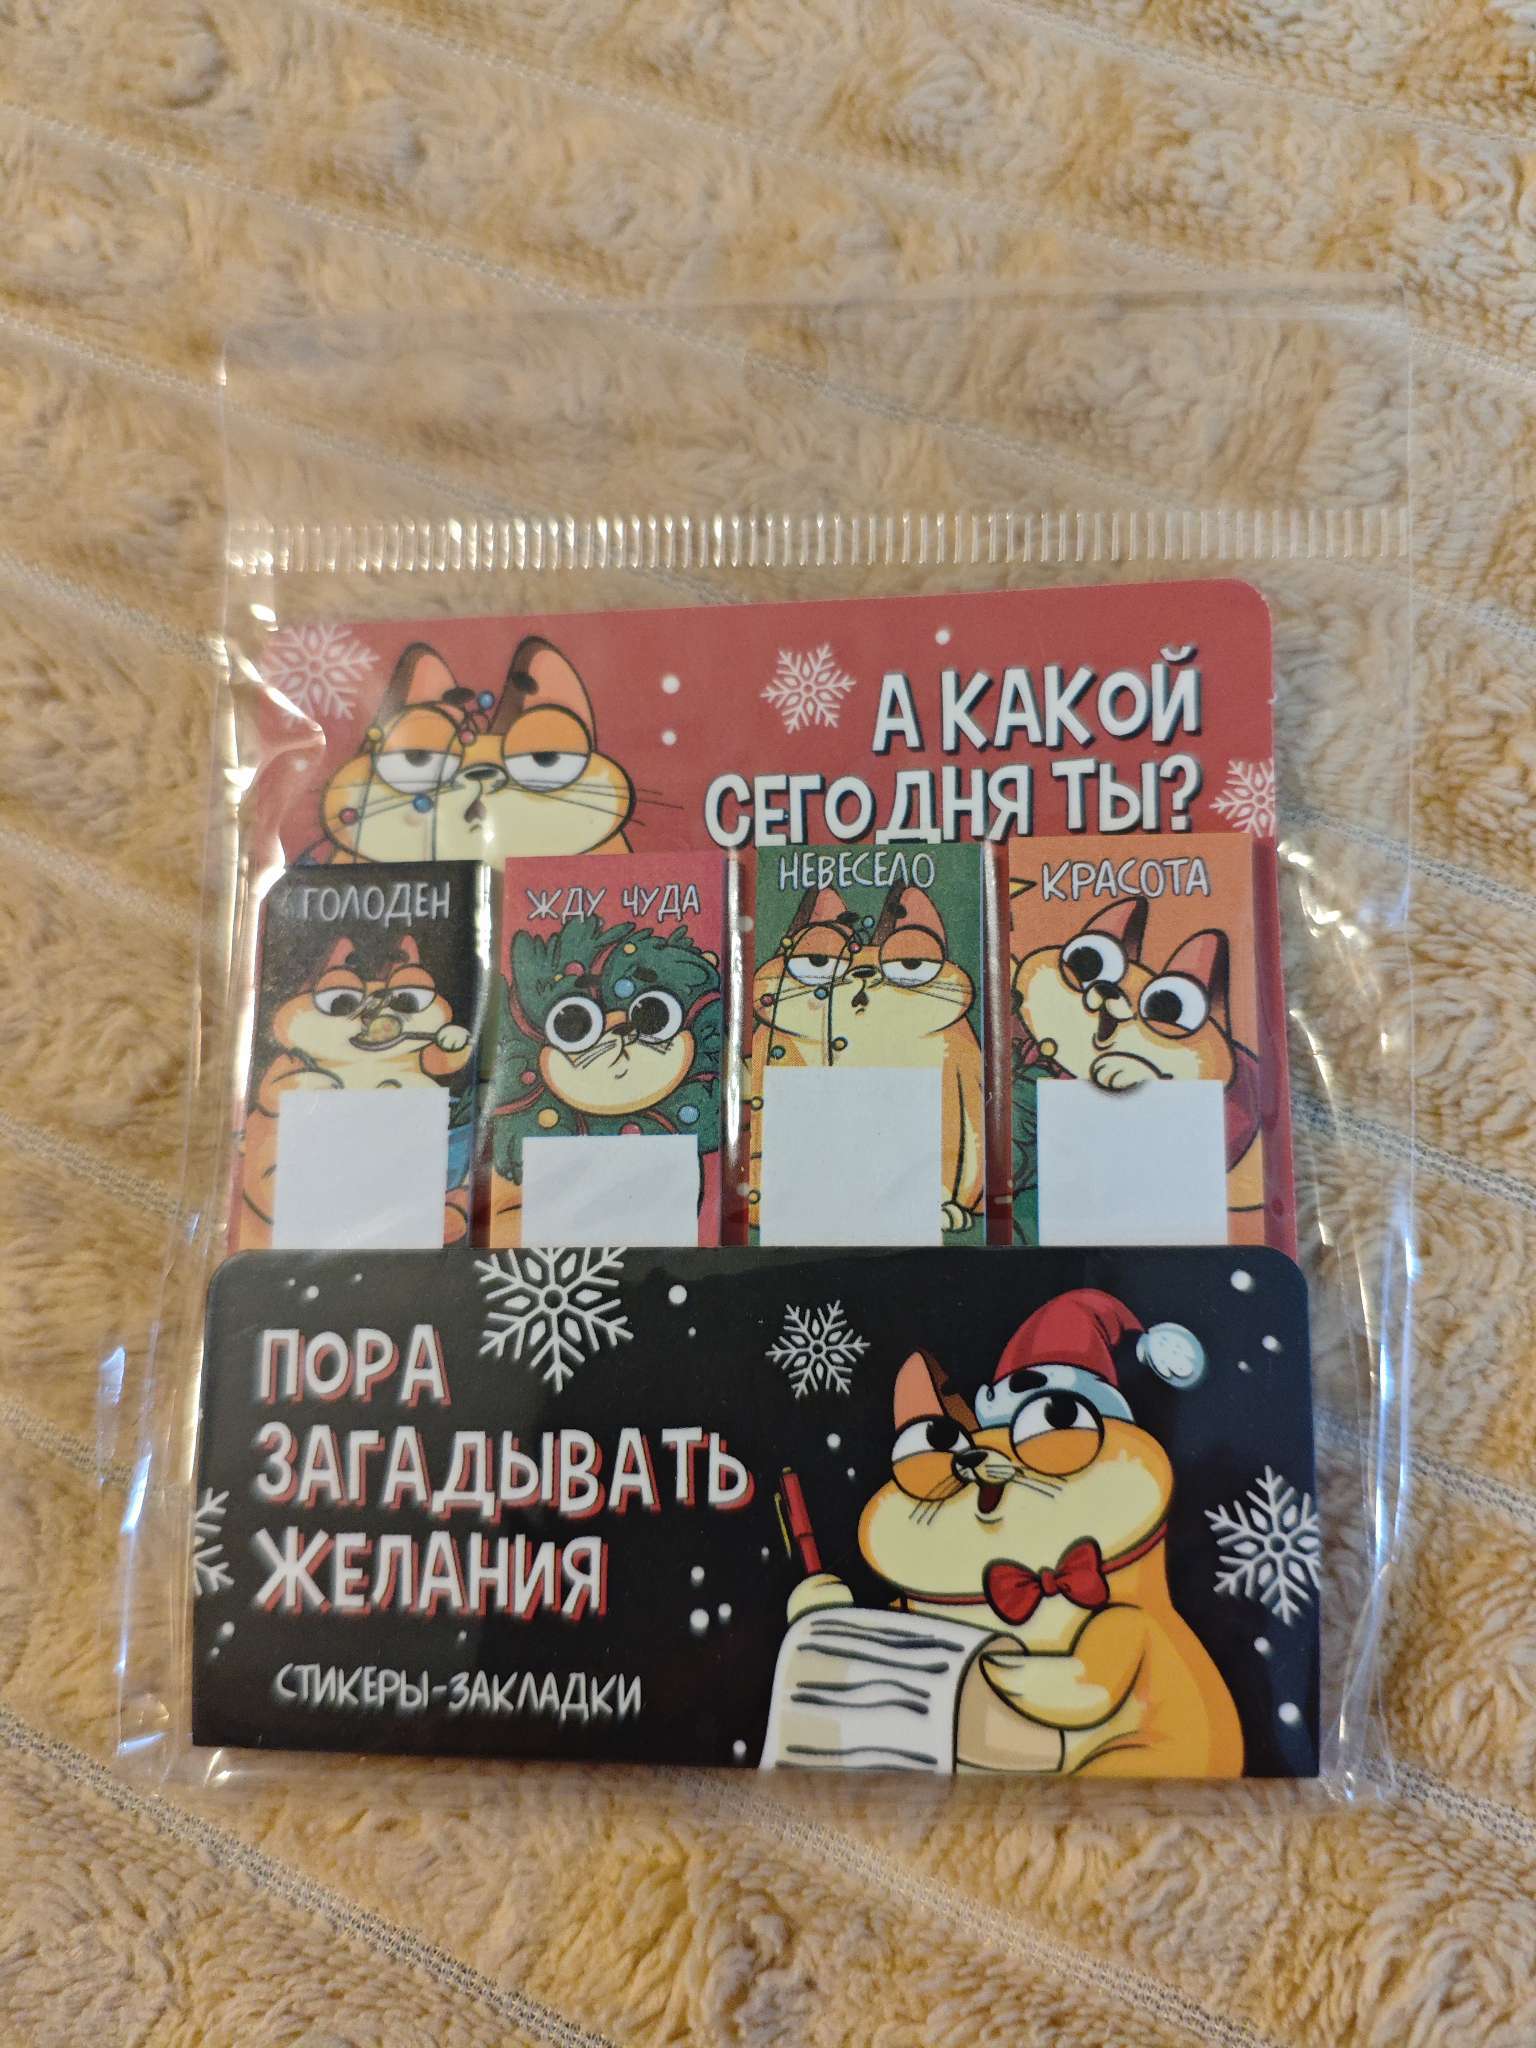 А КАКОЙ
СЕГОДНЯ ТЫ?
ГОЛОДЕН
ЖДУ ЧУДА
НЕВЕСЕЛО
КРАСОТА
ПОРА
ЗАГАДЫВАТЬ
ЖЕЛАНИЯ
СТИКЕРЫ-ЗАКЛАДКИ